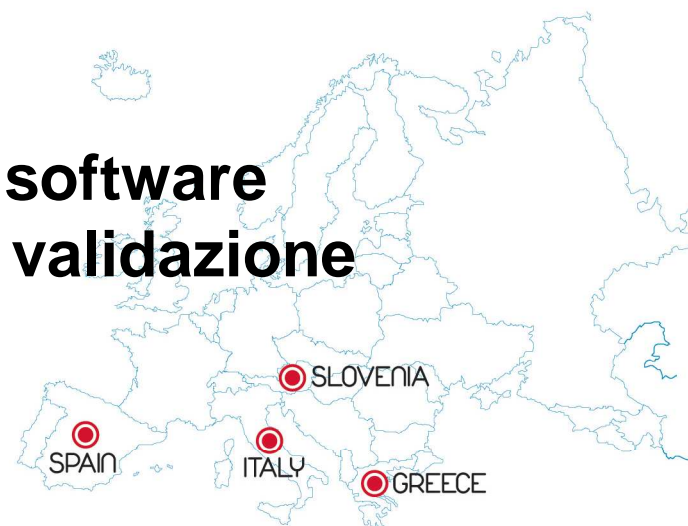 software
validazione
SLOVENIA
SPAIN
ITALY
GREECE